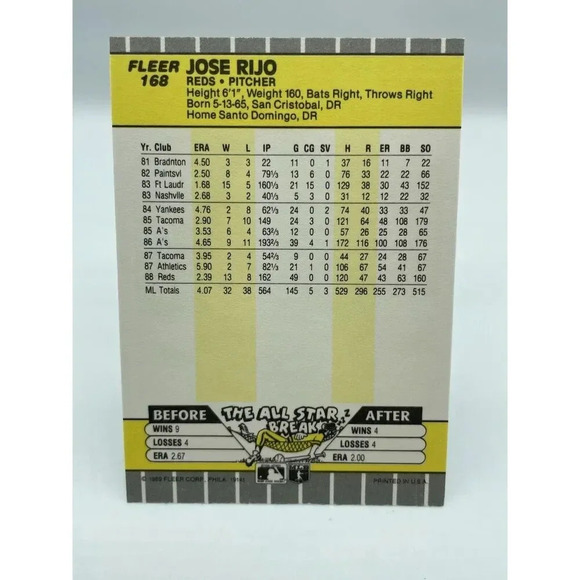 FLEER JOSE RIJO
168 REDS • PITCHER
Height 6'1", Weight 160, Bats Right, Throws Right
Born 5-13-65, San Cristobal, DR
Home Santo Domingo, DR
Yr. Club ERA W L IP G CG SV H R ER BB SO
81 Bradnton 4.50 3 3 22 11 0 1 37 16 11 7 22
82 Paintsvl 2.50 8 4 79⅓ 13 6 0 76 33 22 22 66
83 Ft Laudr 1.68 15 5 160⅓ 21 15 0 129 38 30 43 152
83 Nashvlle 2.68 3 2 40⅓ 5 3 0 31 12 12 22 32
84 Yankees 4.76 2 8 62⅓ 24 0 2 74 40 33 33 47
85 Tacoma 2.90 7 10 149 24 3 0 121 64 48 108 179
85 A's 3.53 6 4 63⅔ 12 0 0 57 26 25 28 65
86 A's 4.65 9 11 193⅔ 39 4 1 172 116 100 108 176
87 Tacoma 3.95 2 4 54⅔ 9 0 0 44 27 24 28 67
87 Athletics 5.90 2 7 82⅓ 21 1 0 106 67 54 41 67
88 Reds 2.39 13 8 162 49 0 0 120 47 43 63 160
ML Totals 4.07 32 38 564 145 5 3 529 296 255 273 515
BEFORE THE ALL STAR BREAK AFTER
WINS 9 WINS 4
LOSSES 4 LOSSES 4
ERA 2.67 ERA 2.00
© 1989 FLEER CORP., PHILA. 19141 PRINTED IN U.S.A.